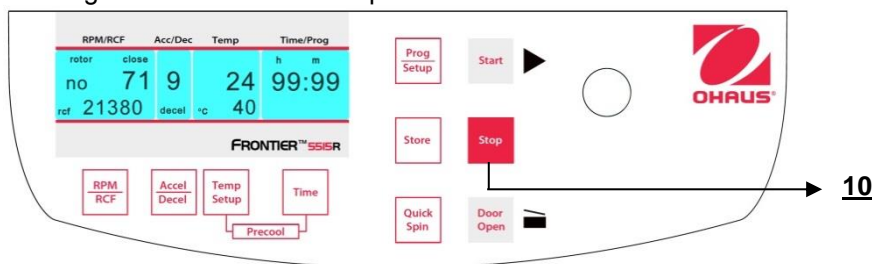 RPM/RCF Acc/Dec Temp Time/Prog
rotor close h m
no 71 9 24 99:99
rcf 21380 decel °C 40
FRONTIER™ 5515R
RPM
RCF
Accel
Decel
Temp
Setup
Time
Precool
Prog
Setup
Start
Store
Stop
Quick
Spin
Door
Open
OHAUS®
10